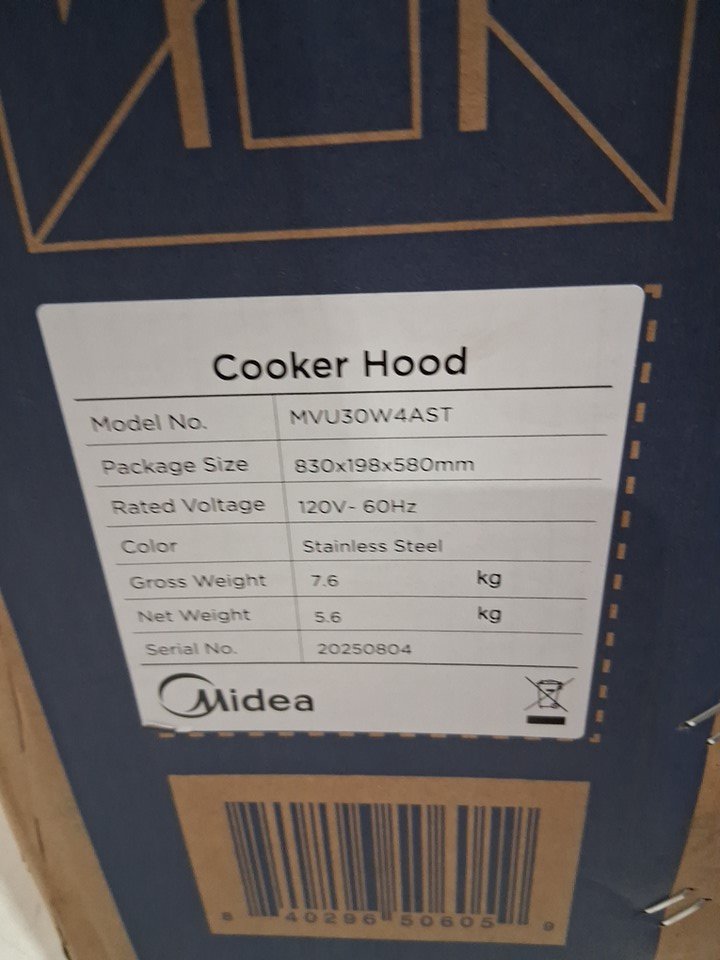 Cooker Hood
Model No. MVU30W4AST
Package Size 830x198x580mm
Rated Voltage 120V- 60Hz
Color Stainless Steel
Gross Weight 7.6 kg
Net Weight 5.6 kg
Serial No. 20250804
Midea
8 40296 50605 9